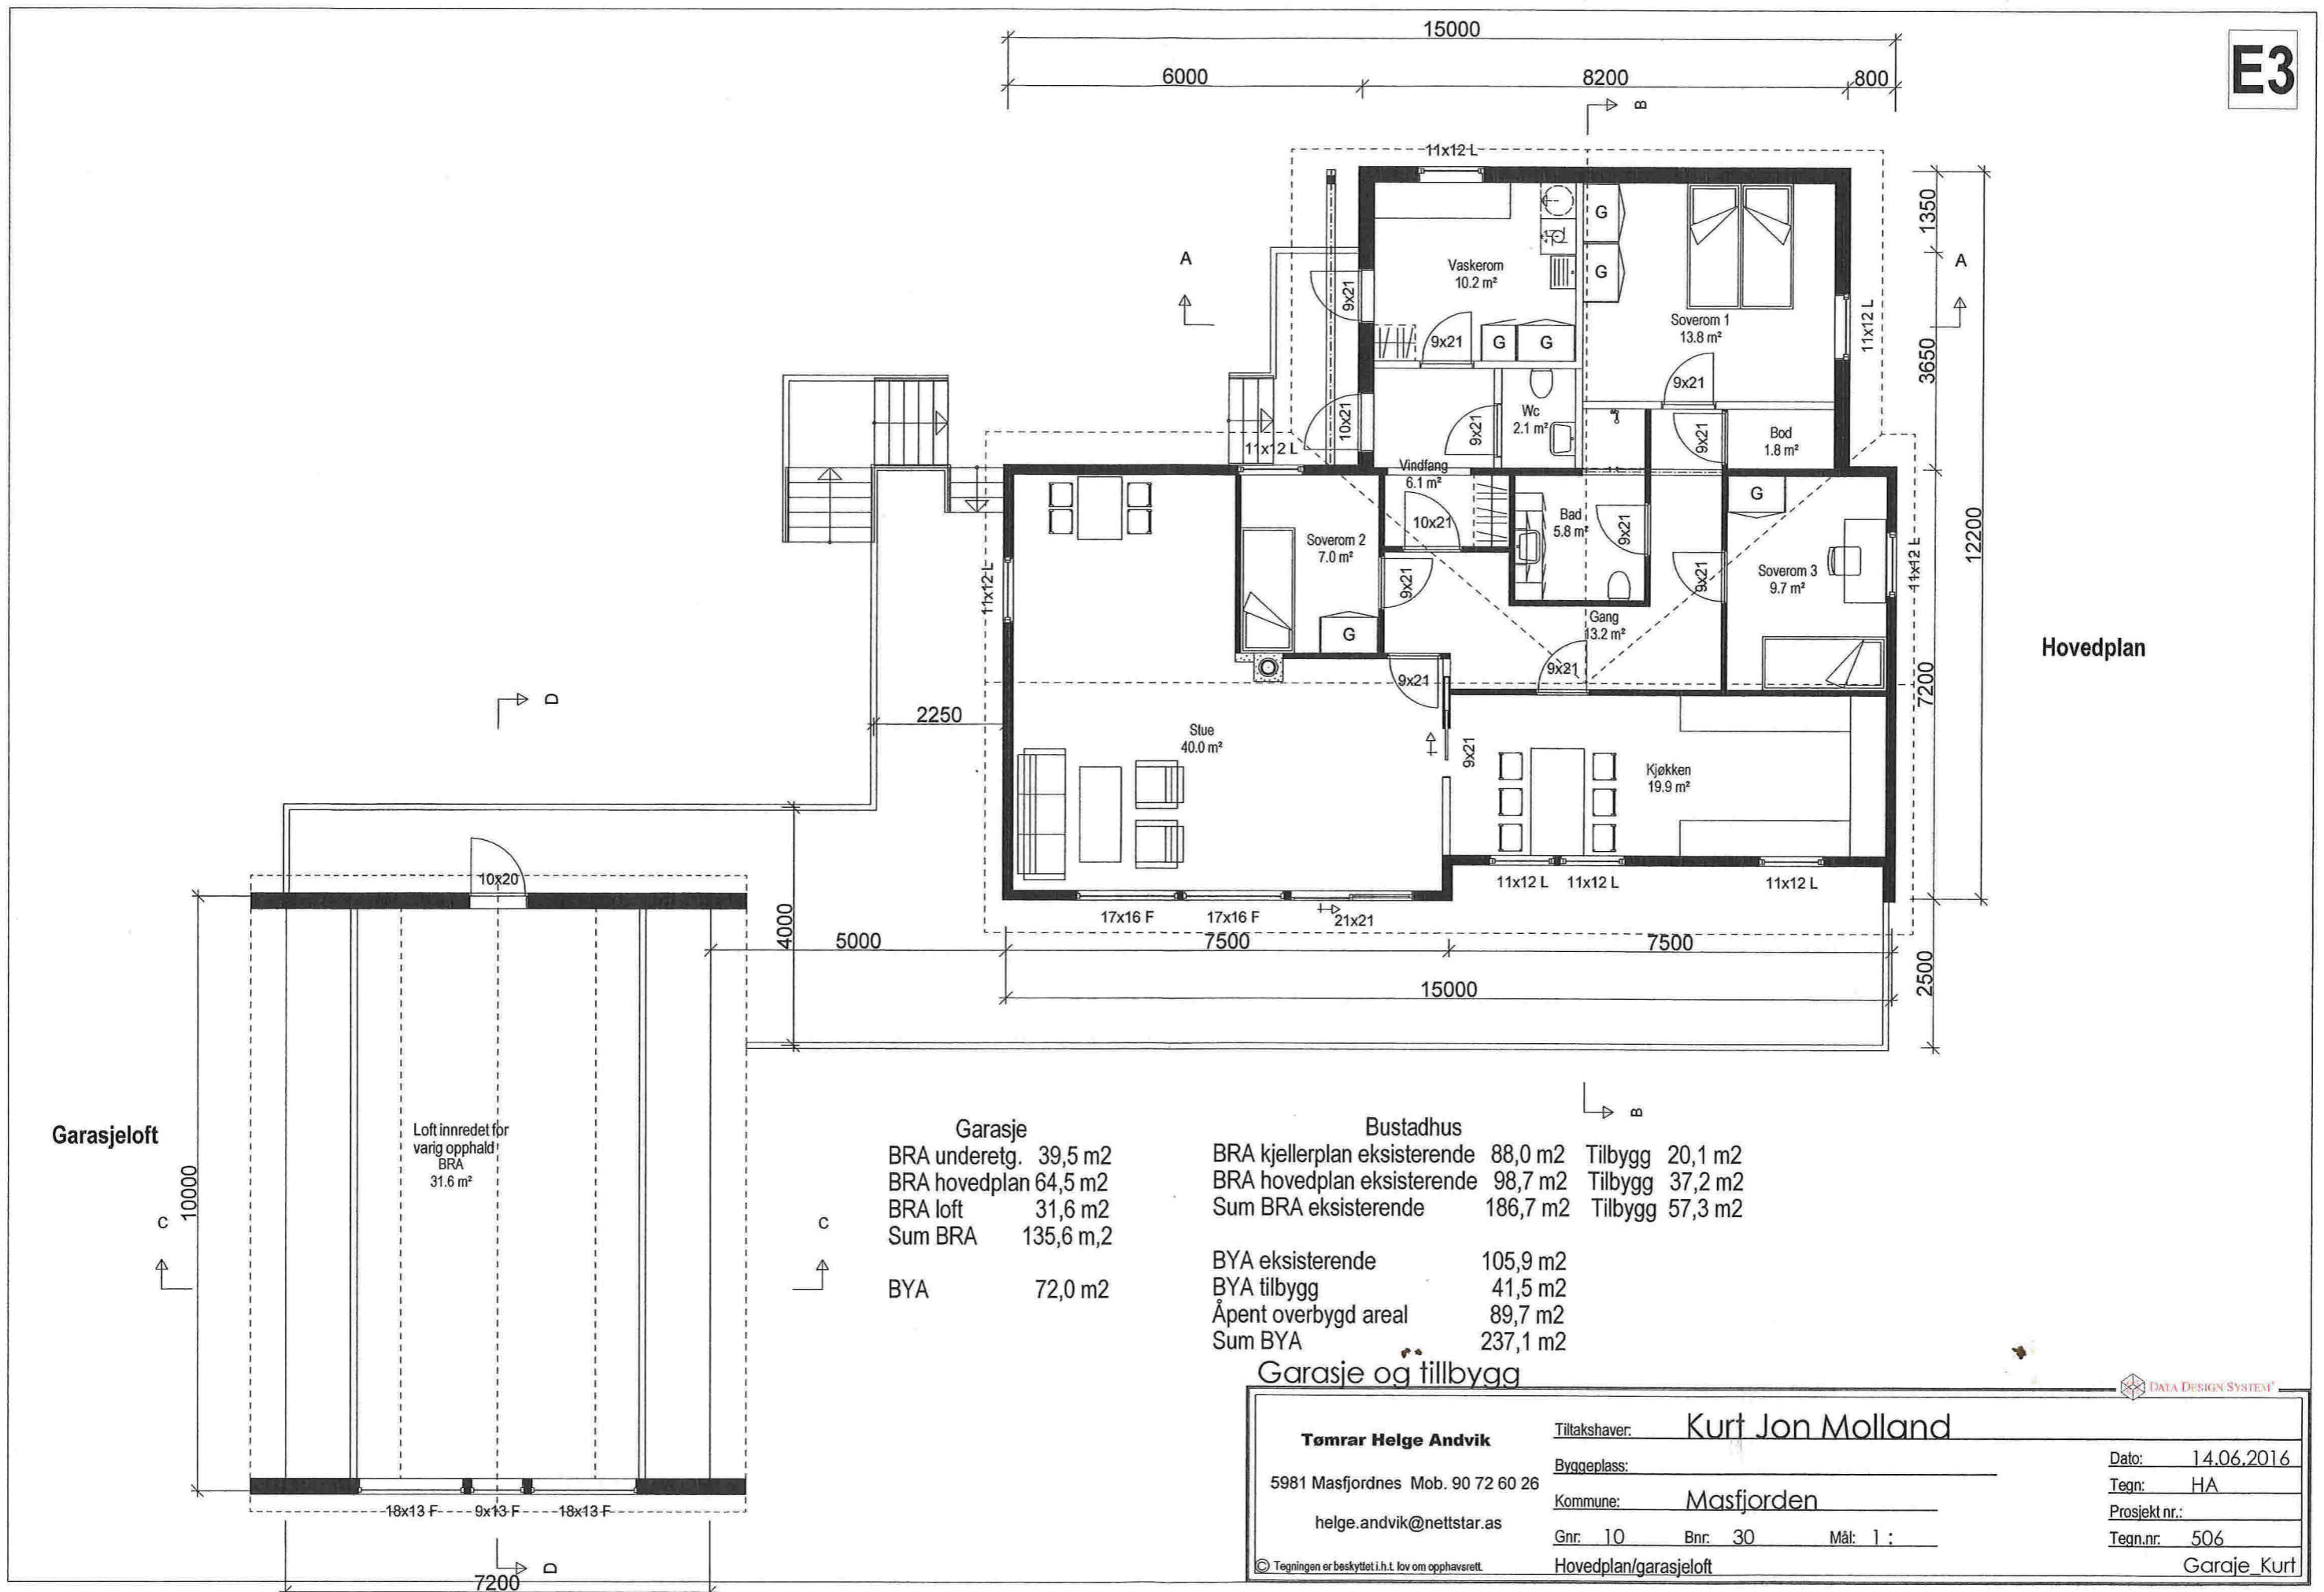 E3
15000
6000
8200
800
B
11x12 L
1350
A
A
G
G
Vaskerom
10.2 m²
9x21
Soverom 1
13.8 m²
11x12 L
9x21
G
G
3650
9x21
10x21
9x21
Wc
2.1 m²
9x21
Bod
1.8 m²
11x12 L
Vindfang
6.1 m²
G
10x21
Bad
5.8 m²
9x21
12200
Soverom 2
7.0 m²
11x12 L
9x21
9x21
Soverom 3
9.7 m²
11x12 L
G
Gang
13.2 m²
Hovedplan
9x21
9x21
7200
D
2250
Stue
40.0 m²
9x21
Kjøkken
19.9 m²
10x20
11x12 L
11x12 L
11x12 L
17x16 F
17x16 F
21x21
4000
5000
7500
7500
2500
15000
B
Garasjeloft
Loft innredet for
varig opphald
BRA
31.6 m²
10000
C
C
Garasje
BRA underetg. 39,5 m2
BRA hovedplan 64,5 m2
BRA loft 31,6 m2
Sum BRA 135,6 m,2
BYA 72,0 m2
Bustadhus
BRA kjellerplan eksisterende 88,0 m2 Tilbygg 20,1 m2
BRA hovedplan eksisterende 98,7 m2 Tilbygg 37,2 m2
Sum BRA eksisterende 186,7 m2 Tilbygg 57,3 m2
BYA eksisterende 105,9 m2
BYA tilbygg 41,5 m2
Åpent overbygd areal 89,7 m2
Sum BYA 237,1 m2
18x13 F
9x13 F
18x13 F
D
7200
Garasje og tillbygg
DATA DESIGN SYSTEM
Tømrar Helge Andvik
5981 Masfjordnes Mob. 90 72 60 26
helge.andvik@nettstar.as
© Tegningen er beskyttet i.h.t. lov om opphavsrett.
Tiltakshaver: Kurt Jon Molland
Byggeplass:
Kommune: Masfjorden
Gnr: 10 Bnr: 30 Mål: 1 :
Hovedplan/garasjeloft
Dato: 14.06.2016
Tegn: HA
Prosjekt nr.:
Tegn.nr: 506
Garaje_Kurt